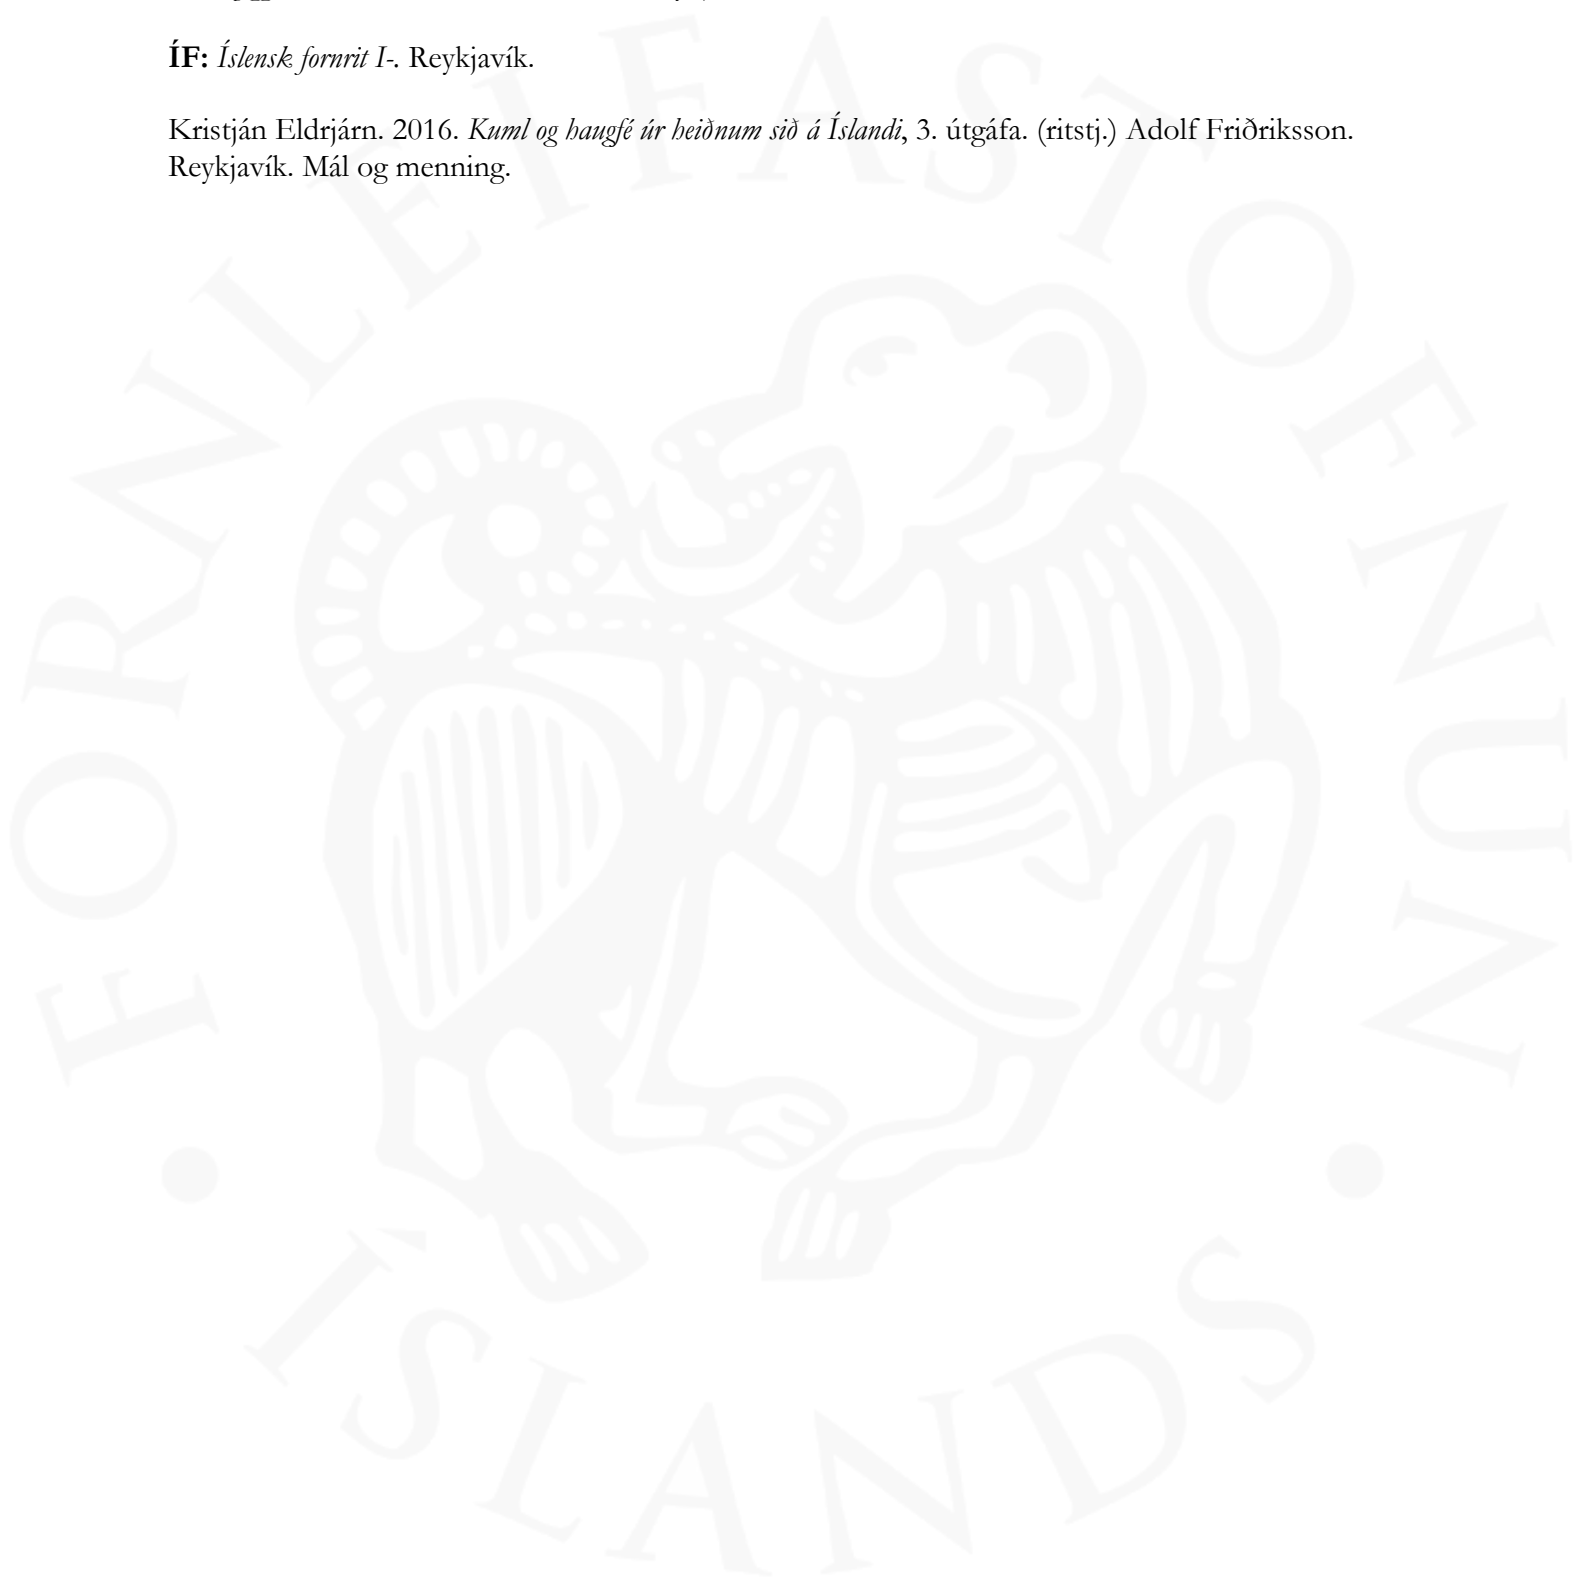 ÍF: Íslensk fornrit I-. Reykjavík.
Kristján Eldrjárn. 2016. Kuml og haugfé úr heiðnum sið á Íslandi, 3. útgáfa. (ritstj.) Adolf Friðriksson.
Reykjavík. Mál og menning.
FORNLEIFASTOFNUN
· ÍSLANDS ·